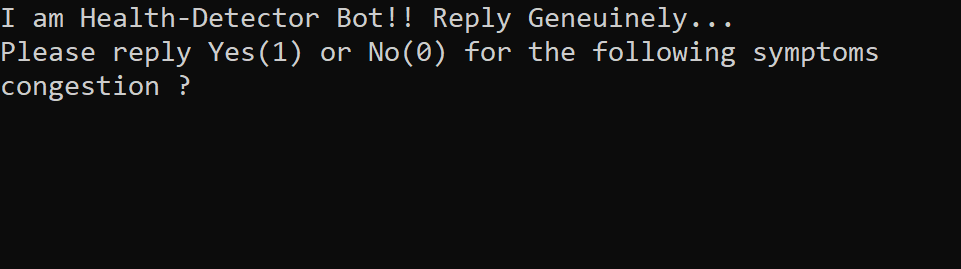 I am Health-Detector Bot!! Reply Geneuinely...
Please reply Yes(1) or No(0) for the following symptoms
congestion ?